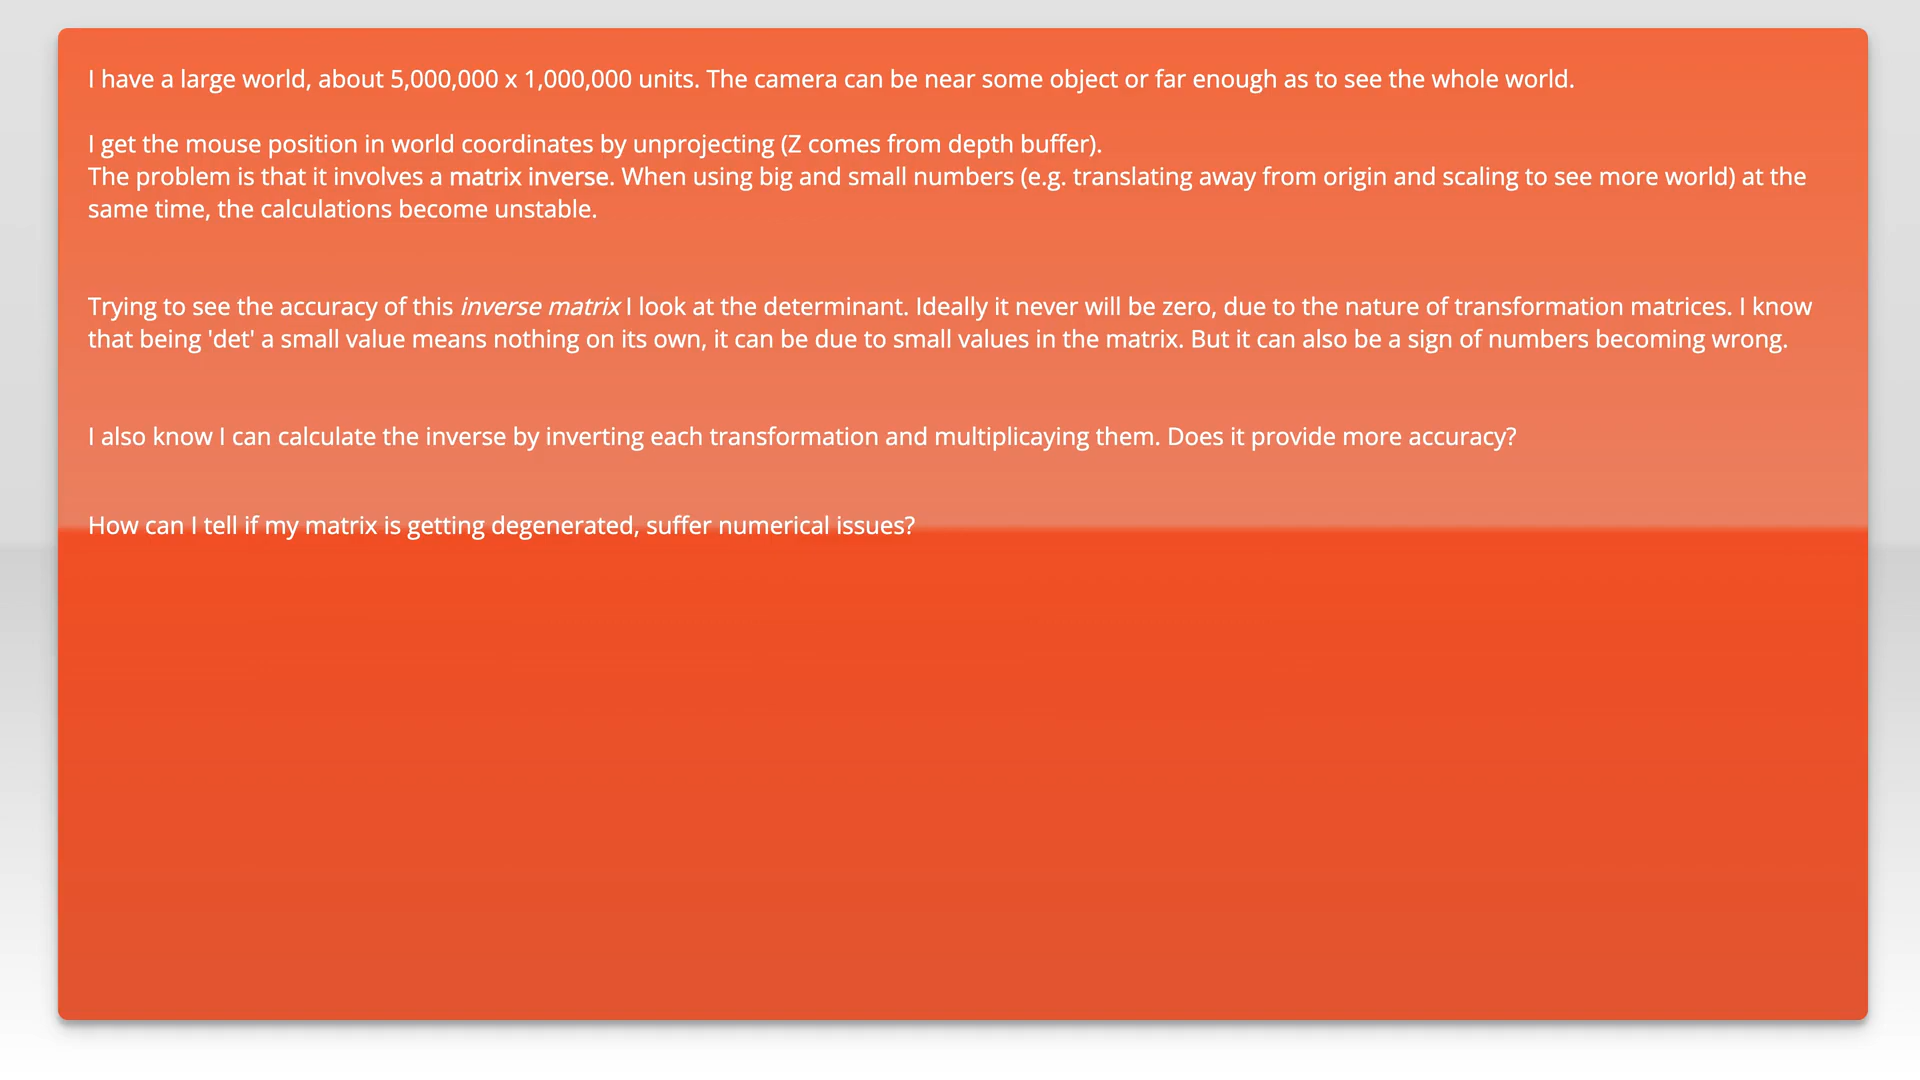 I have a large world, about 5,000,000 x 1,000,000 units. The camera can be near some object or far enough as to see the whole world.
I get the mouse position in world coordinates by unprojecting (Z comes from depth buffer).
The problem is that it involves a matrix inverse. When using big and small numbers (e.g. translating away from origin and scaling to see more world) at the
same time, the calculations become unstable.
Trying to see the accuracy of this inverse matrix I look at the determinant. Ideally it never will be zero, due to the nature of transformation matrices. I know
that being 'det' a small value means nothing on its own, it can be due to small values in the matrix. But it can also be a sign of numbers becoming wrong.
I also know I can calculate the inverse by inverting each transformation and multiplicaying them. Does it provide more accuracy?
How can I tell if my matrix is getting degenerated, suffer numerical issues?